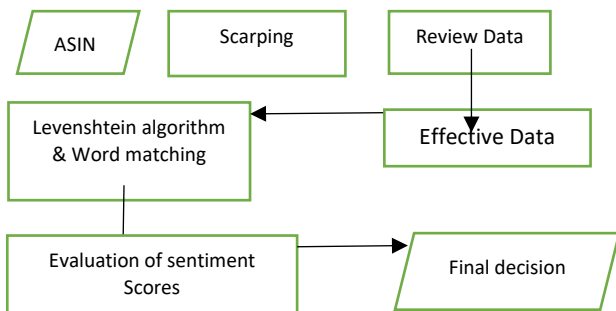 ASIN
Scarping
Review Data
Levenshtein algorithm
& Word matching
Effective Data
Evaluation of sentiment
Scores
Final decision